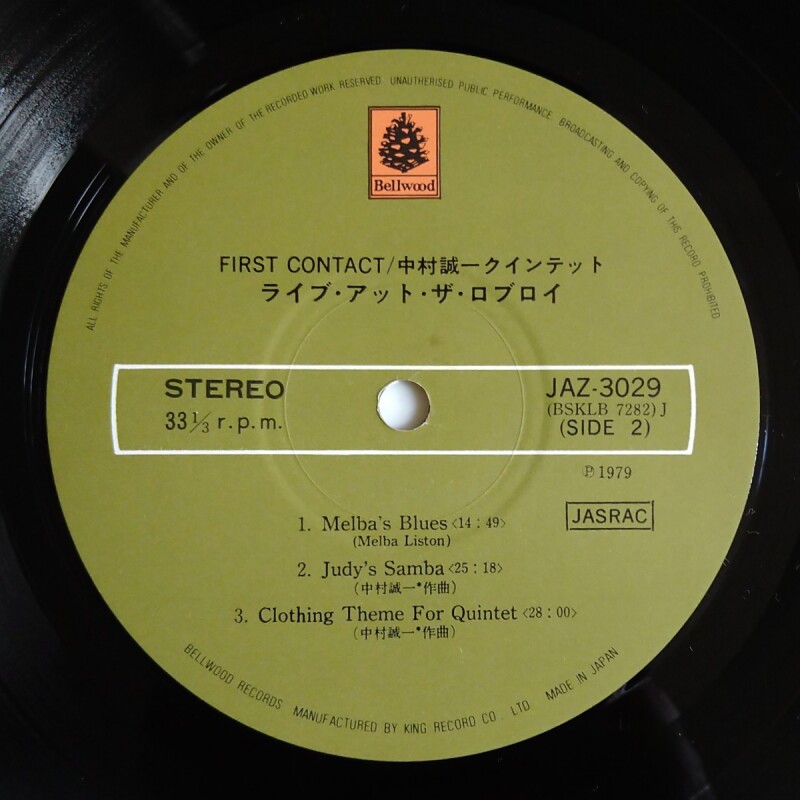 ALL RIGHTS OF THE MANUFACTURER AND OF THE OWNER OF THE RECORDED WORK RESERVED UNAUTHORISED PUBLIC PERFORMANCE BROADCASTING AND COPYING OF THIS RECORD PROHIBITED
Bellwood
FIRST CONTACT/中村誠一クインテット
ライブ・アット・ザ・ロブロイ
STEREO
33 1/3 r.p.m.
JAZ-3029
(BSKLB 7282) J
(SIDE 2)
Ⓟ1979
JASRAC
1. Melba's Blues <14:49>
(Melba Liston)
2. Judy's Samba <25:18>
(中村誠一*作曲)
3. Clothing Theme For Quintet <28:00>
(中村誠一*作曲)
BELLWOOD RECORDS MANUFACTURED BY KING RECORD CO., LTD MADE IN JAPAN